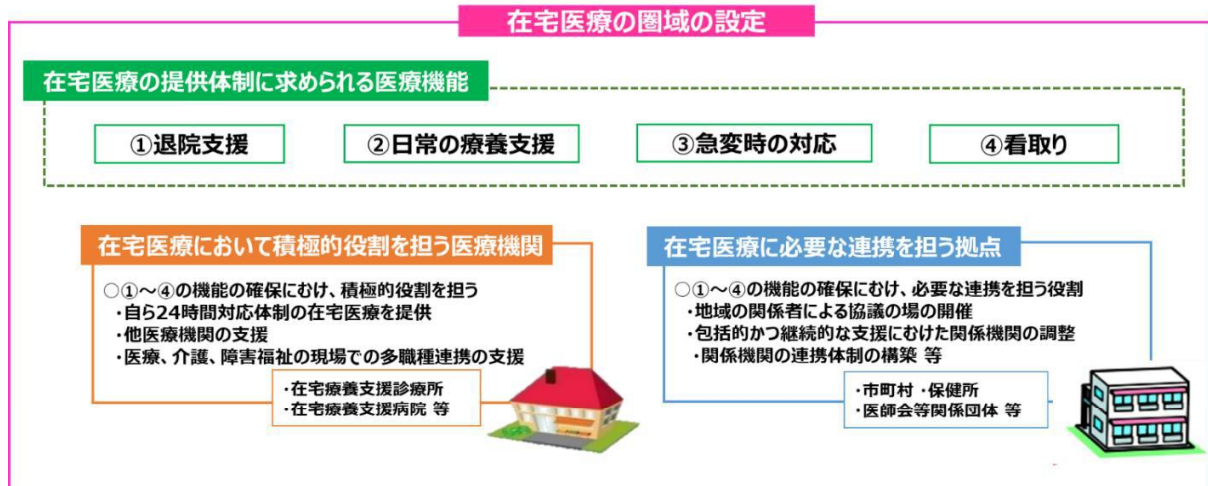 在宅医療の圏域の設定
在宅医療の提供体制に求められる医療機能
①退院支援
②日常の療養支援
③急変時の対応
④看取り
在宅医療において積極的役割を担う医療機関
○①～④の機能の確保にむけ、積極的役割を担う
・自ら24時間対応体制の在宅医療を提供
・他医療機関の支援
・医療、介護、障害福祉の現場での多職種連携の支援
・在宅療養支援診療所
・在宅療養支援病院 等
在宅医療に必要な連携を担う拠点
○①～④の機能の確保にむけ、必要な連携を担う役割
・地域の関係者による協議の場の開催
・包括的かつ継続的な支援にむけた関係機関の調整
・関係機関の連携体制の構築 等
・市町村 ・保健所
・医師会等関係団体 等